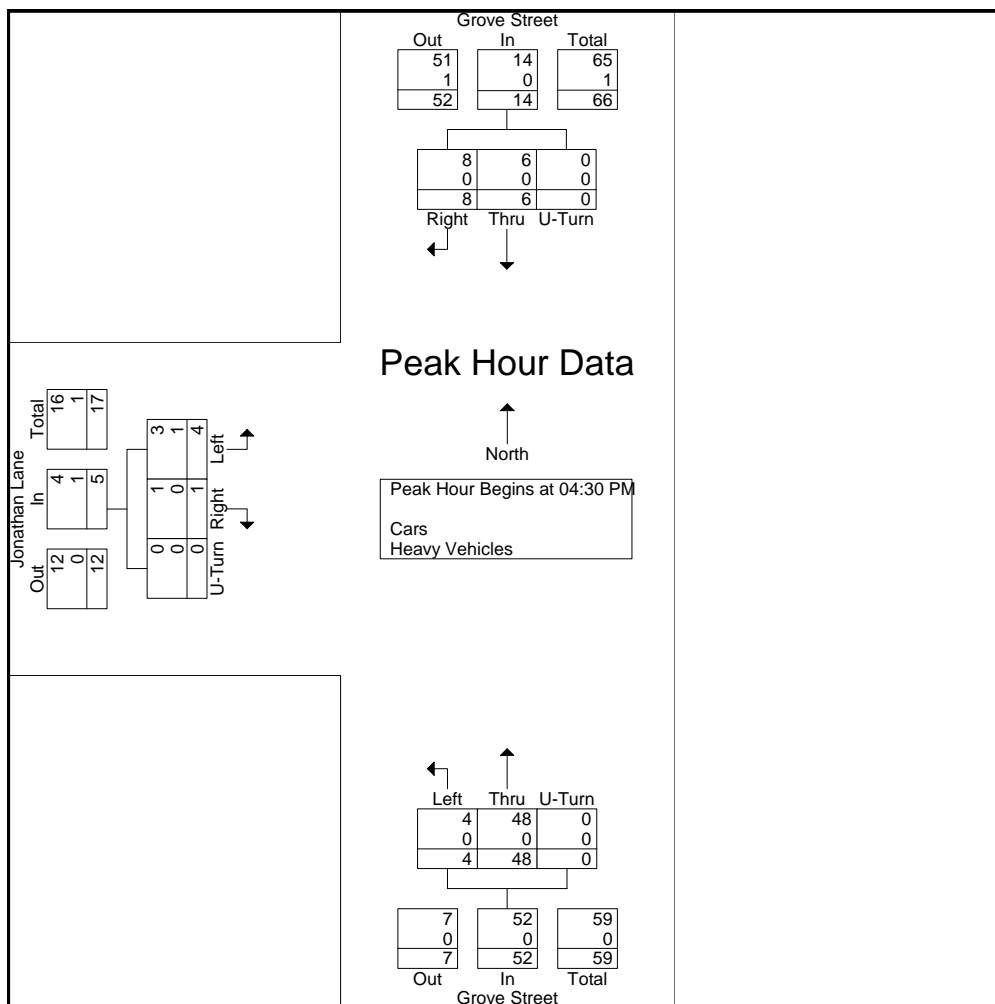 Grove Street
Out In Total
51 14 65
1 0 1
52 14 66
8 6 0
0 0 0
8 6 0
Right Thru U-Turn
Peak Hour Data
North
Peak Hour Begins at 04:30 PM
Cars
Heavy Vehicles
Jonathan Lane
Out In Total
12 4 16
0 1 1
12 5 17
0 1 3
0 0 1
0 1 4
U-Turn Right Left
Left Thru U-Turn
4 48 0
0 0 0
4 48 0
7 52 59
0 0 0
7 52 59
Out In Total
Grove Street